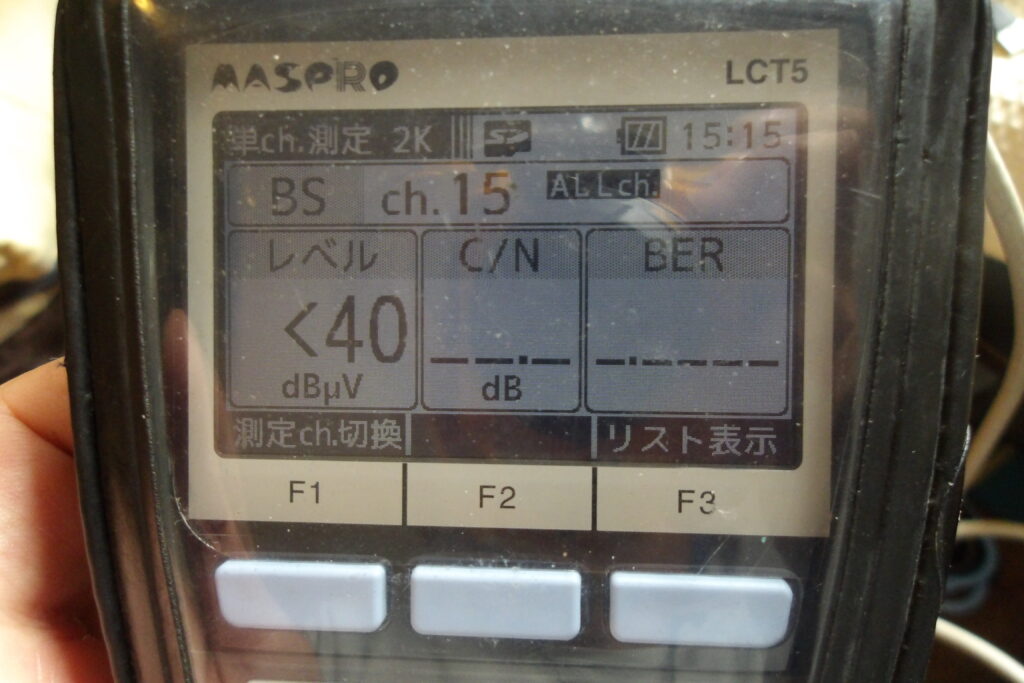 MASPRO LCT5
単ch.測定 2K SD 15:15
BS ch.15 ALLch.
レベル C/N BER
<40 --.- -.----
dBµV dB
測定ch.切換 リスト表示
F1 F2 F3